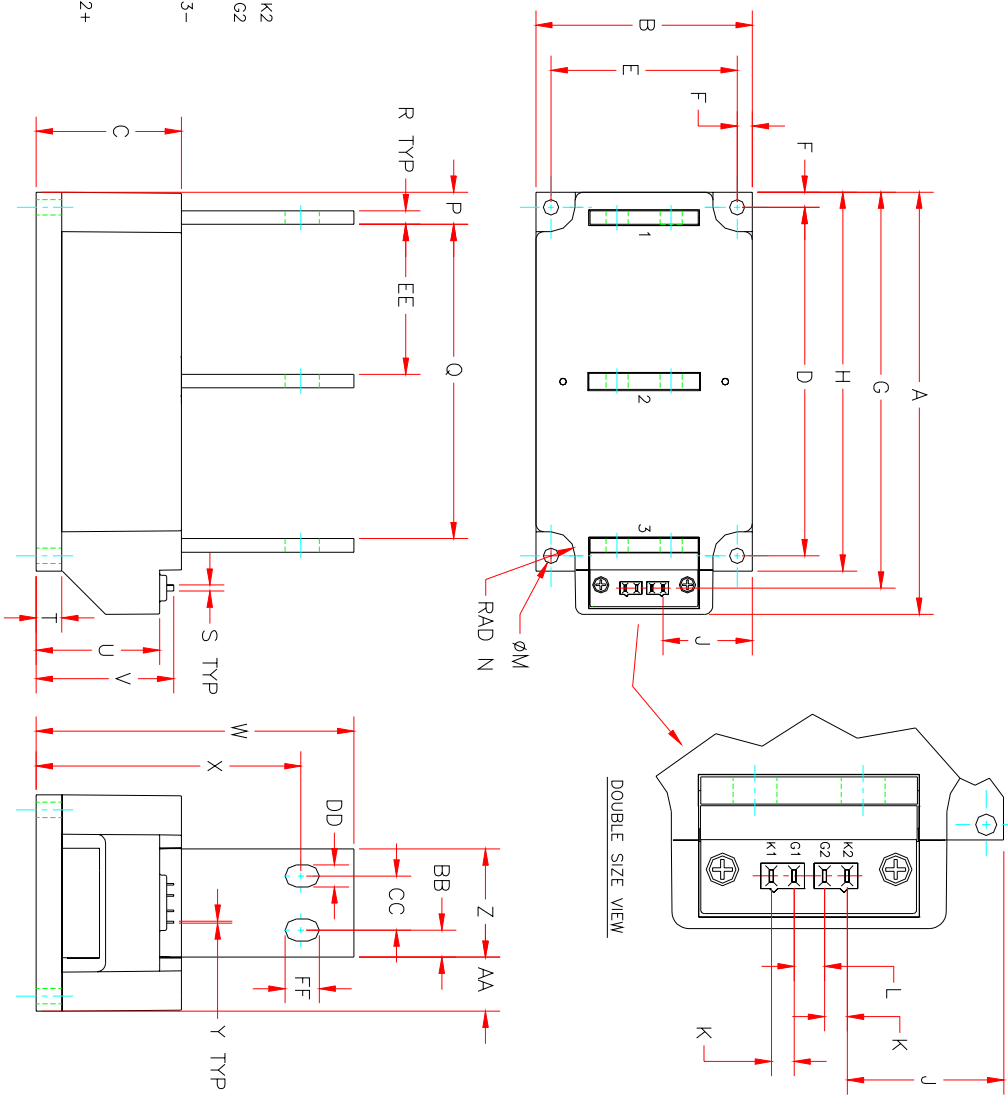 K2
G2
3-
2+
B
E
F
F
D
H
G
A
1
2
3
J
RAD N
øM
C
R TYP
P
EE
Q
S TYP
T
U
V
DOUBLE SIZE VIEW
K1
G1
G2
K2
L
K
K
J
W
X
DD
CC
BB
Z
AA
FF
Y TYP